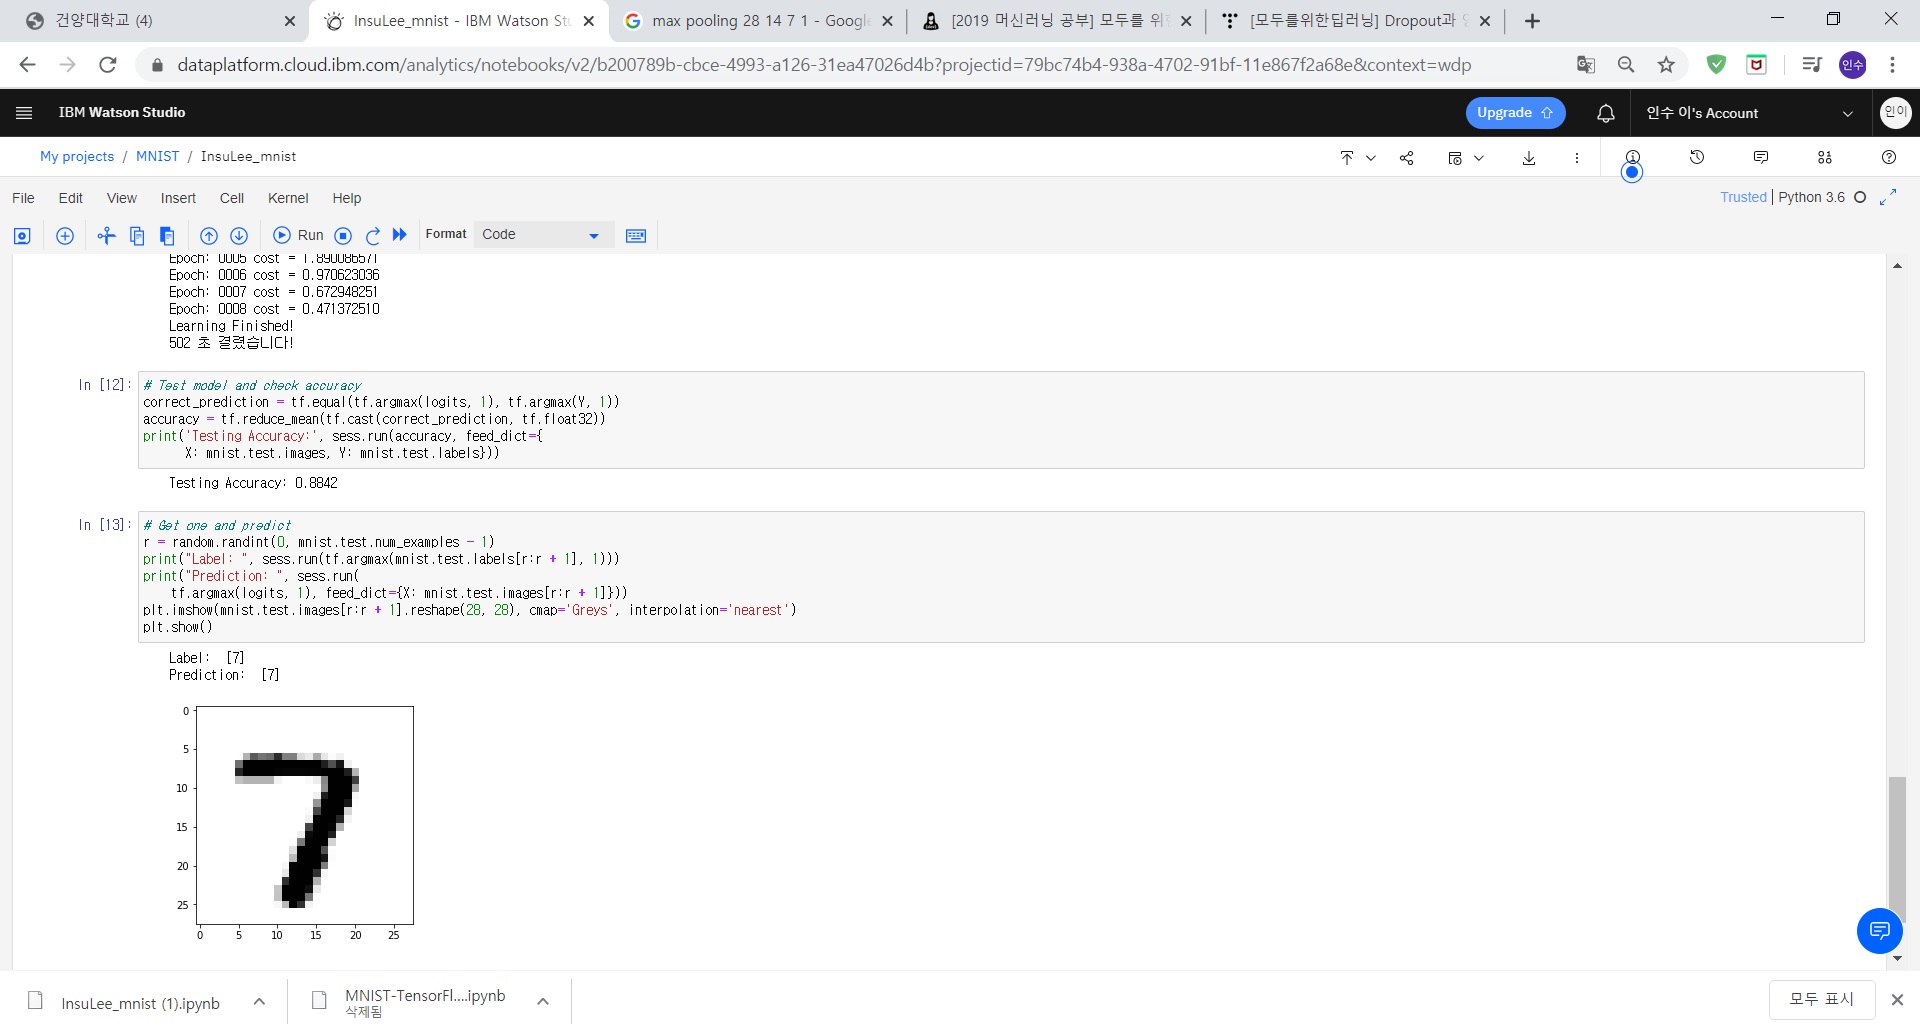 건양대학교 (4)
InsuLee_mnist - IBM Watson Stu
max pooling 28 14 7 1 - Google
[2019 머신러닝 공부] 모두를 위한
[모두를위한딥러닝] Dropout과
dataplatform.cloud.ibm.com/analytics/notebooks/v2/b200789b-cbce-4993-a126-31ea47026d4b?projectid=79bc74b4-938a-4702-91bf-11e867f2a68e&context=wdp
인수
IBM Watson Studio
Upgrade
인수 이's Account
인이
My projects / MNIST / InsuLee_mnist
File Edit View Insert Cell Kernel Help
Trusted | Python 3.6
Run
Format
Code
Epoch: 0005 cost = 1.890086571
Epoch: 0006 cost = 0.970623036
Epoch: 0007 cost = 0.672948251
Epoch: 0008 cost = 0.471372510
Learning Finished!
502 초 결렸습니다!
In [12]:
# Test model and check accuracy
correct_prediction = tf.equal(tf.argmax(logits, 1), tf.argmax(Y, 1))
accuracy = tf.reduce_mean(tf.cast(correct_prediction, tf.float32))
print('Testing Accuracy:', sess.run(accuracy, feed_dict={
X: mnist.test.images, Y: mnist.test.labels}))
Testing Accuracy: 0.8842
In [13]:
# Get one and predict
r = random.randint(0, mnist.test.num_examples - 1)
print("Label: ", sess.run(tf.argmax(mnist.test.labels[r:r + 1], 1)))
print("Prediction: ", sess.run(
tf.argmax(logits, 1), feed_dict={X: mnist.test.images[r:r + 1]}))
plt.imshow(mnist.test.images[r:r + 1].reshape(28, 28), cmap='Greys', interpolation='nearest')
plt.show()
Label: [7]
Prediction: [7]
0
5
10
15
20
25
0 5 10 15 20 25
InsuLee_mnist (1).ipynb
MNIST-TensorFl....ipynb
삭제됨
모두 표시